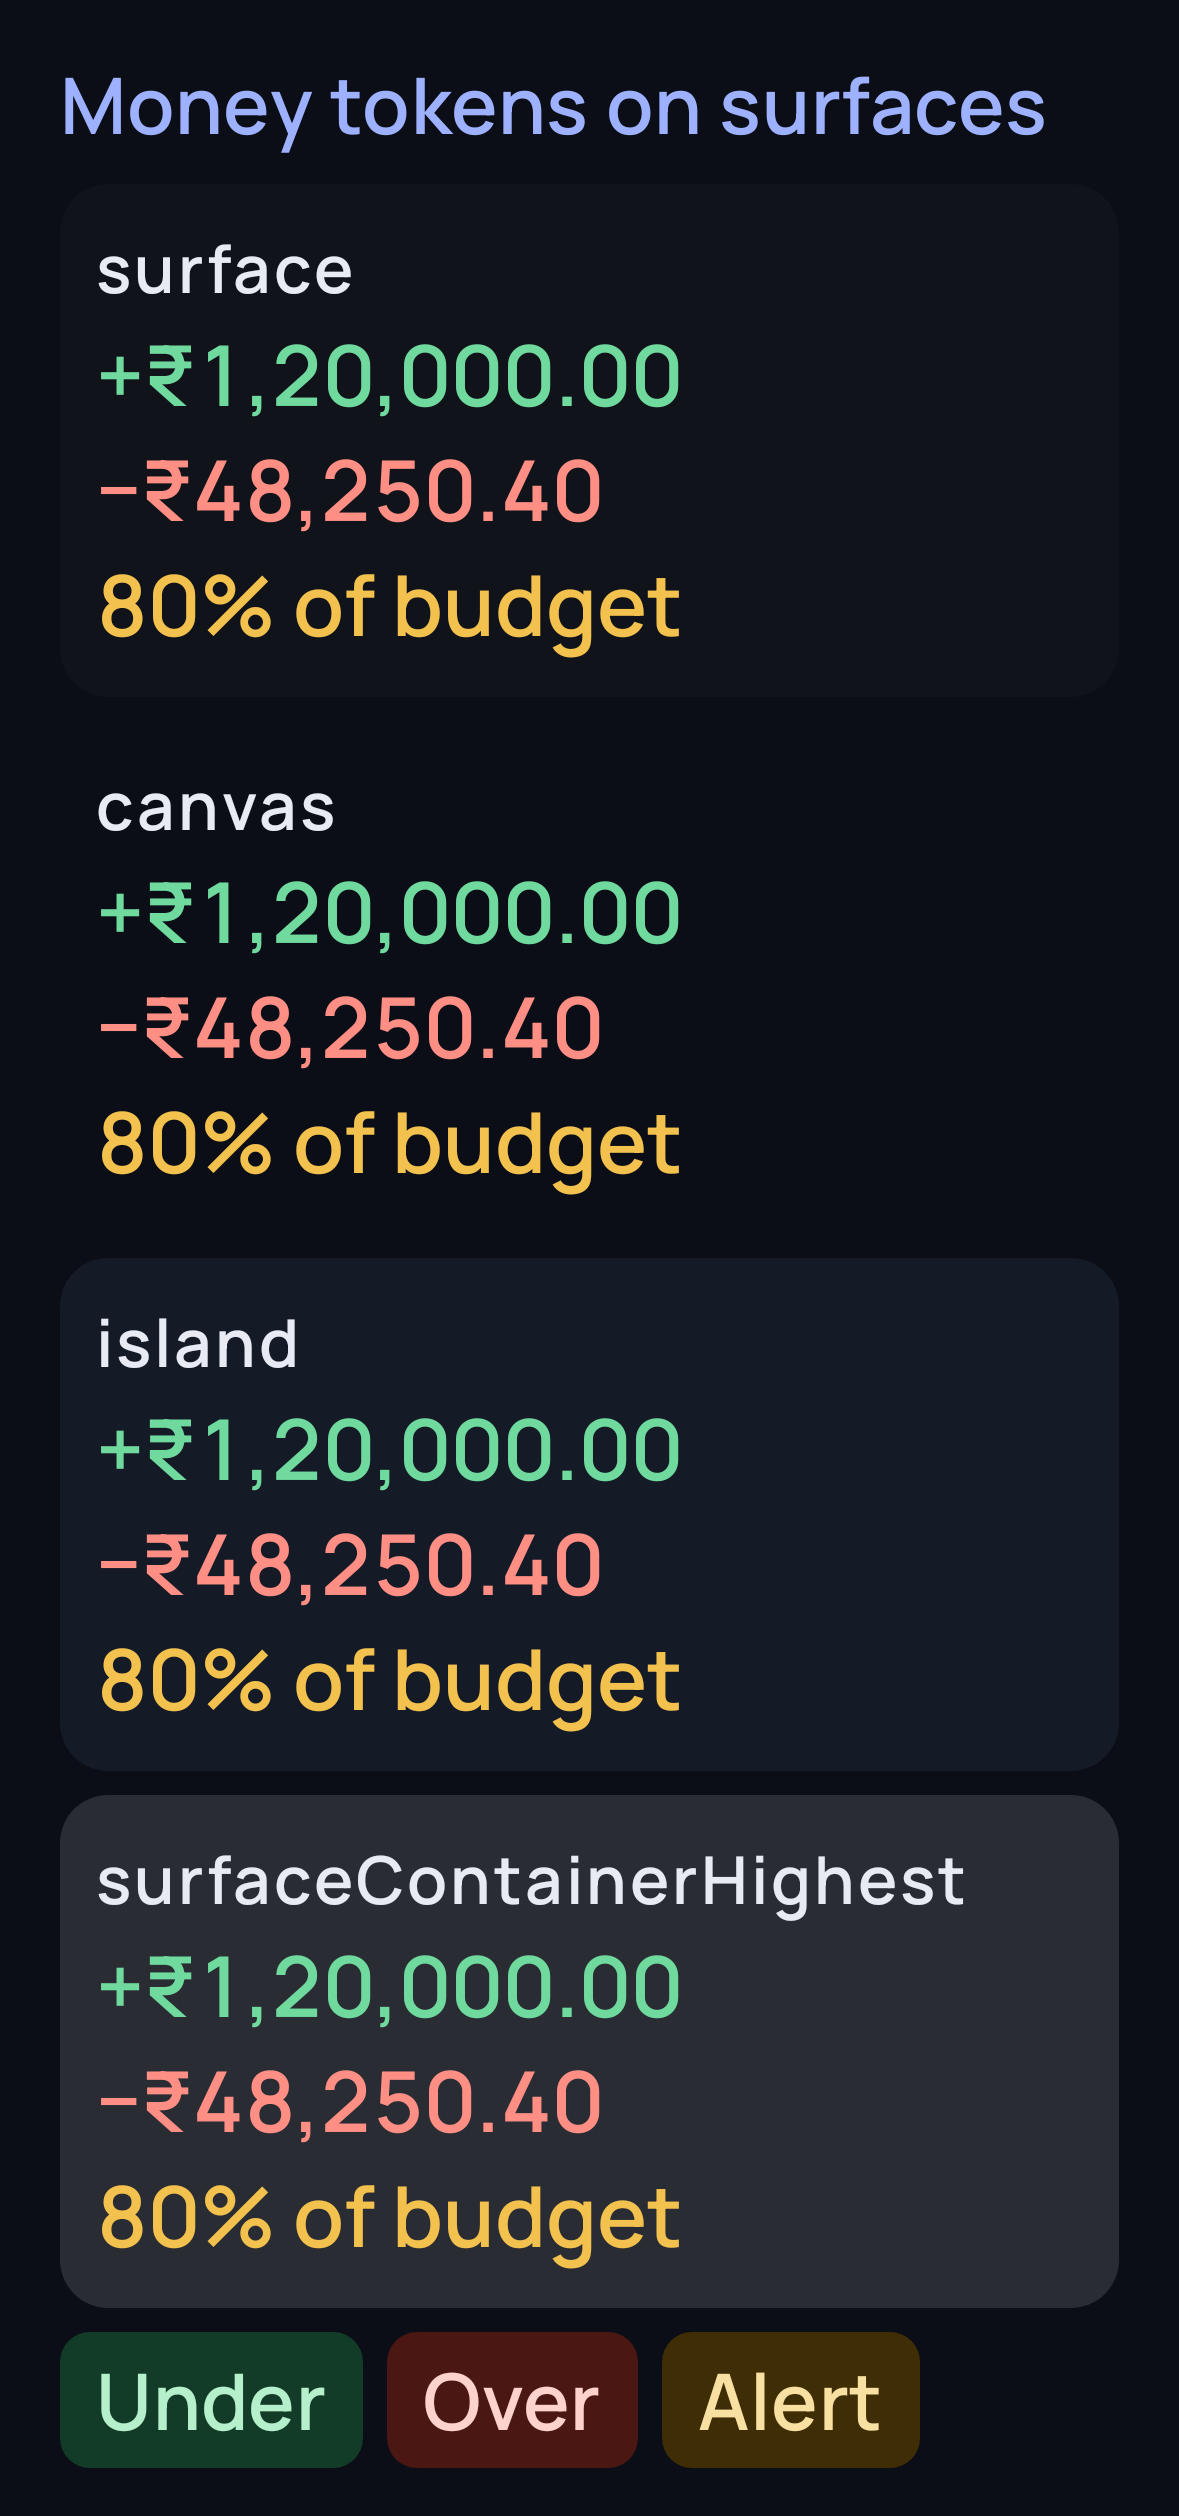 Money tokens on surfaces
surface
+₹1,20,000.00
−₹48,250.40
80% of budget
canvas
+₹1,20,000.00
−₹48,250.40
80% of budget
island
+₹1,20,000.00
−₹48,250.40
80% of budget
surfaceContainerHighest
+₹1,20,000.00
−₹48,250.40
80% of budget
Under Over Alert